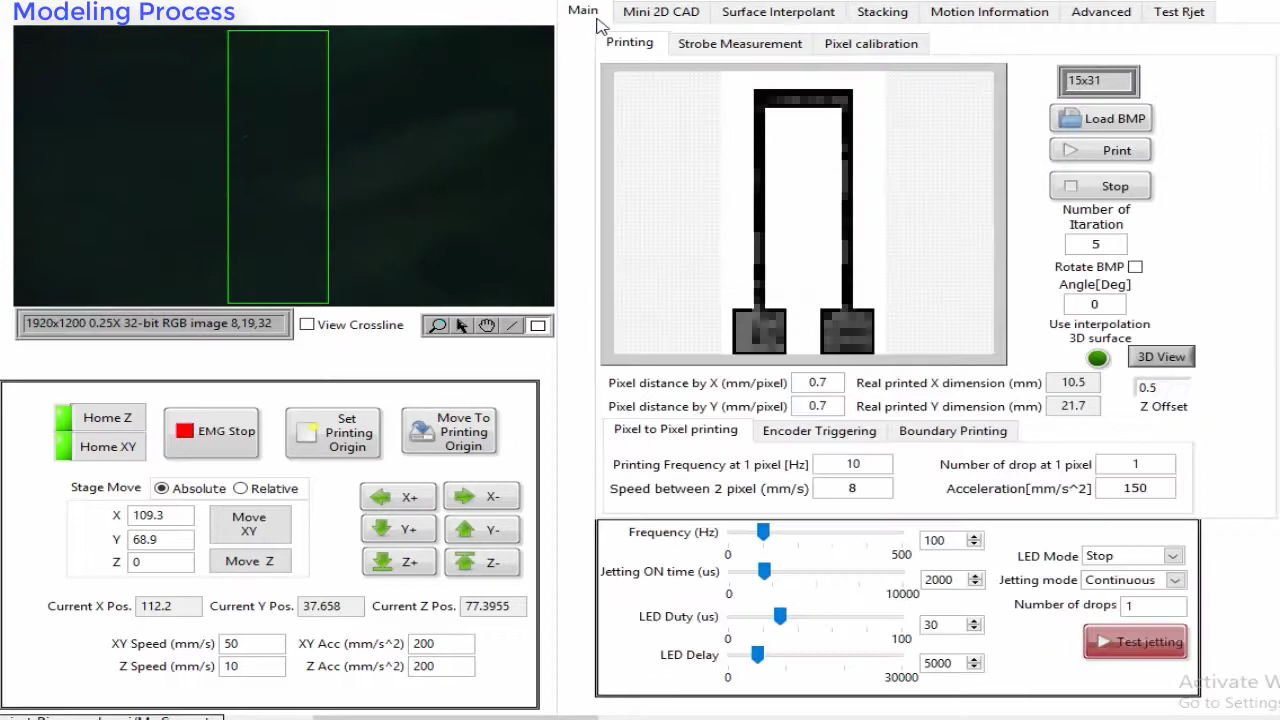 Modeling Process
Main Mini 2D CAD Surface Interpolant Stacking Motion Information Advanced Test Rjet
Printing Strobe Measurement Pixel calibration
15x31
Load BMP
Print
Stop
Number of
Itaration
5
Rotate BMP
Angle[Deg]
0
Use interpolation
3D surface
3D View
0.5
Z Offset
1920x1200 0.25X 32-bit RGB image 8,19,32
View Crossline
Pixel distance by X (mm/pixel) 0.7 Real printed X dimension (mm) 10.5
Pixel distance by Y (mm/pixel) 0.7 Real printed Y dimension (mm) 21.7
Pixel to Pixel printing Encoder Triggering Boundary Printing
Printing Frequency at 1 pixel [Hz] 10 Number of drop at 1 pixel 1
Speed between 2 pixel (mm/s) 8 Acceleration[mm/s^2] 150
Home Z
Home XY
EMG Stop
Set
Printing
Origin
Move To
Printing
Origin
Stage Move Absolute Relative
X 109.3
Y 68.9
Z 0
Move
XY
Move Z
X+ X-
Y+ Y-
Z+ Z-
Current X Pos. 112.2 Current Y Pos. 37.658 Current Z Pos. 77.3955
XY Speed (mm/s) 50 XY Acc (mm/s^2) 200
Z Speed (mm/s) 10 Z Acc (mm/s^2) 200
Frequency (Hz) 100
0 500
Jetting ON time (us) 2000
0 10000
LED Duty (us) 30
0 100
LED Delay 5000
0 30000
LED Mode Stop
Jetting mode Continuous
Number of drops 1
Test jetting
Activate W
Go to Settings